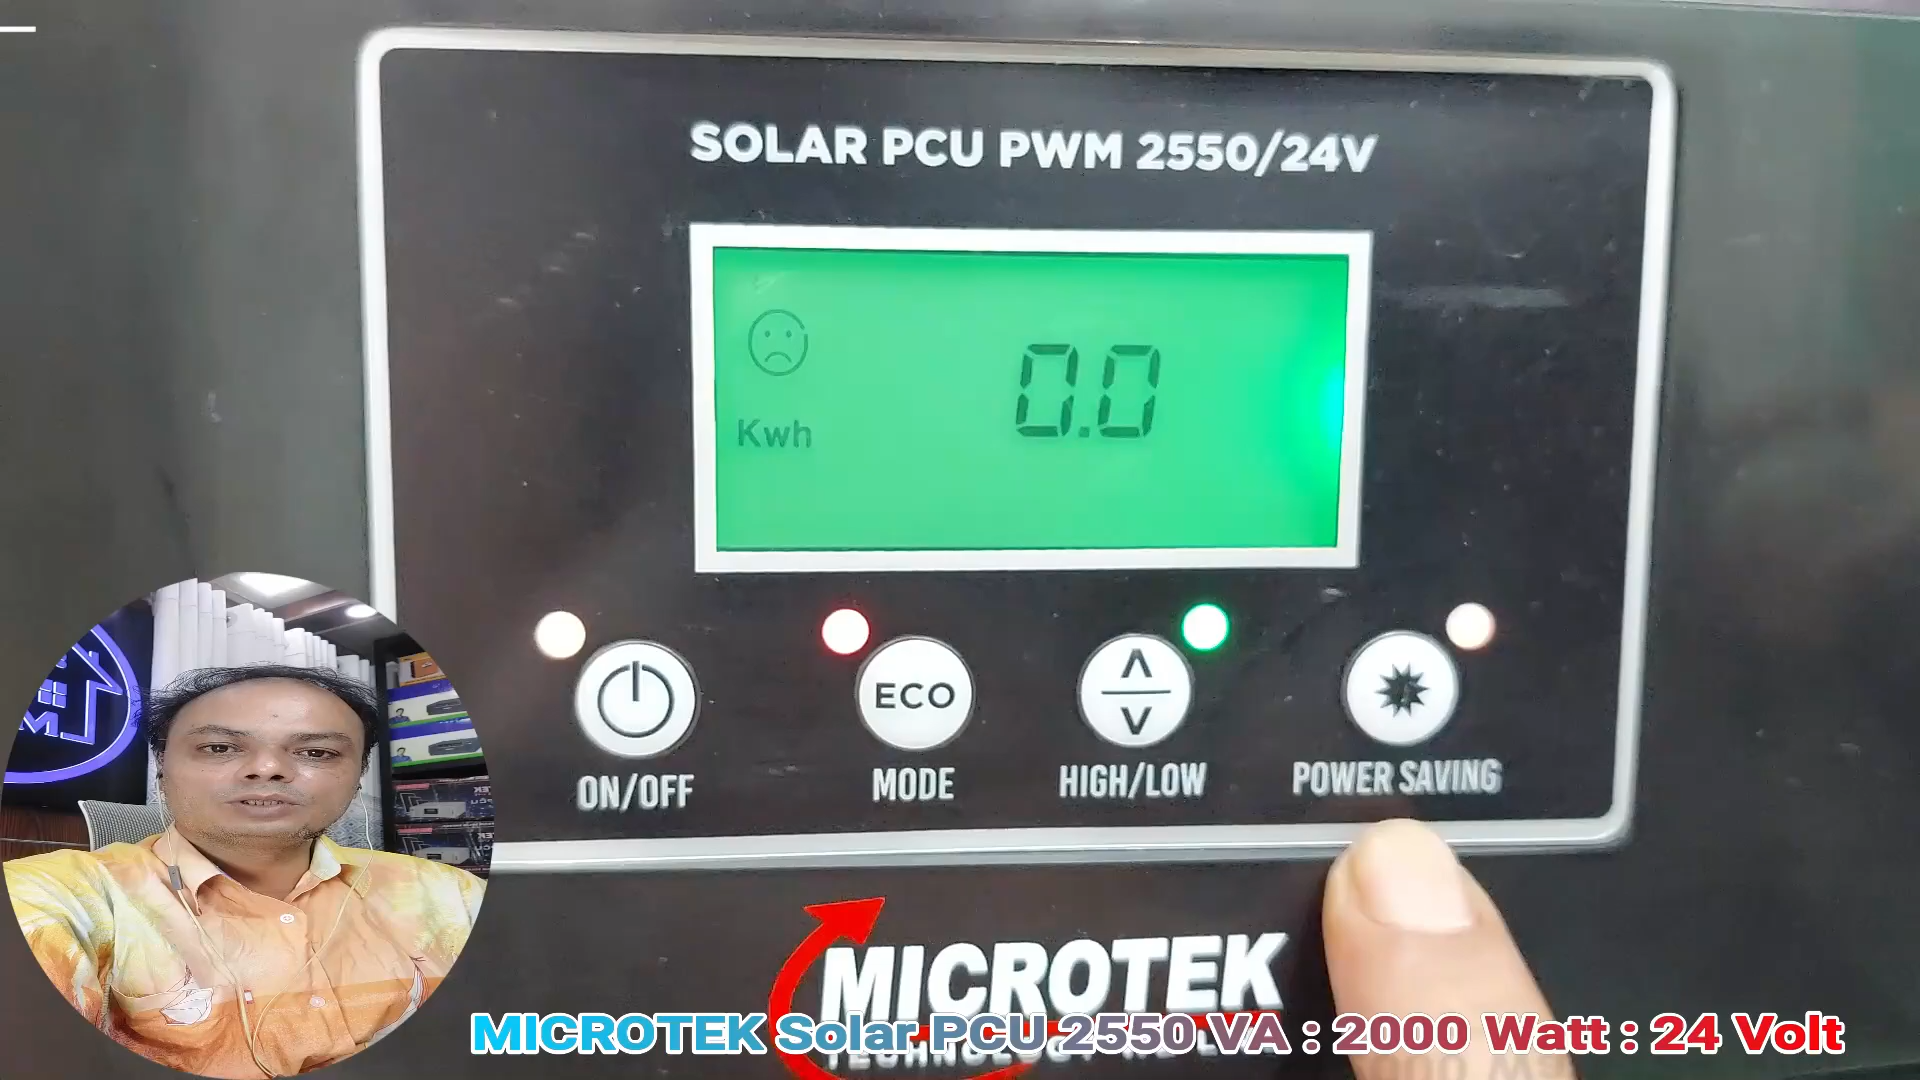 SOLAR PCU PWM 2550/24V
0.0
Kwh
ECO
ON/OFF
MODE
HIGH/LOW
POWER SAVING
MICROTEK
MICROTEK Solar PCU 2550 VA : 2000 Watt : 24 Volt